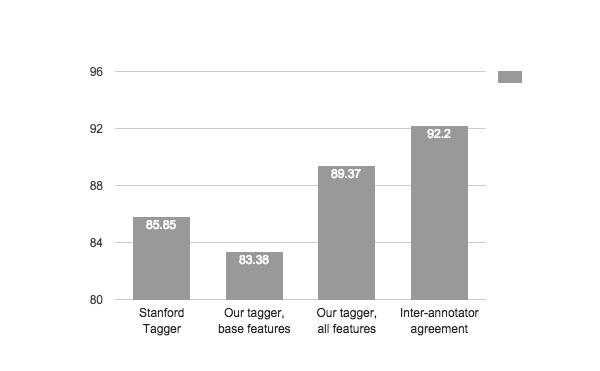 96
92
88
84
80
85.85
83.38
89.37
92.2
Stanford
Tagger
Our tagger,
base features
Our tagger,
all features
Inter-annotator
agreement